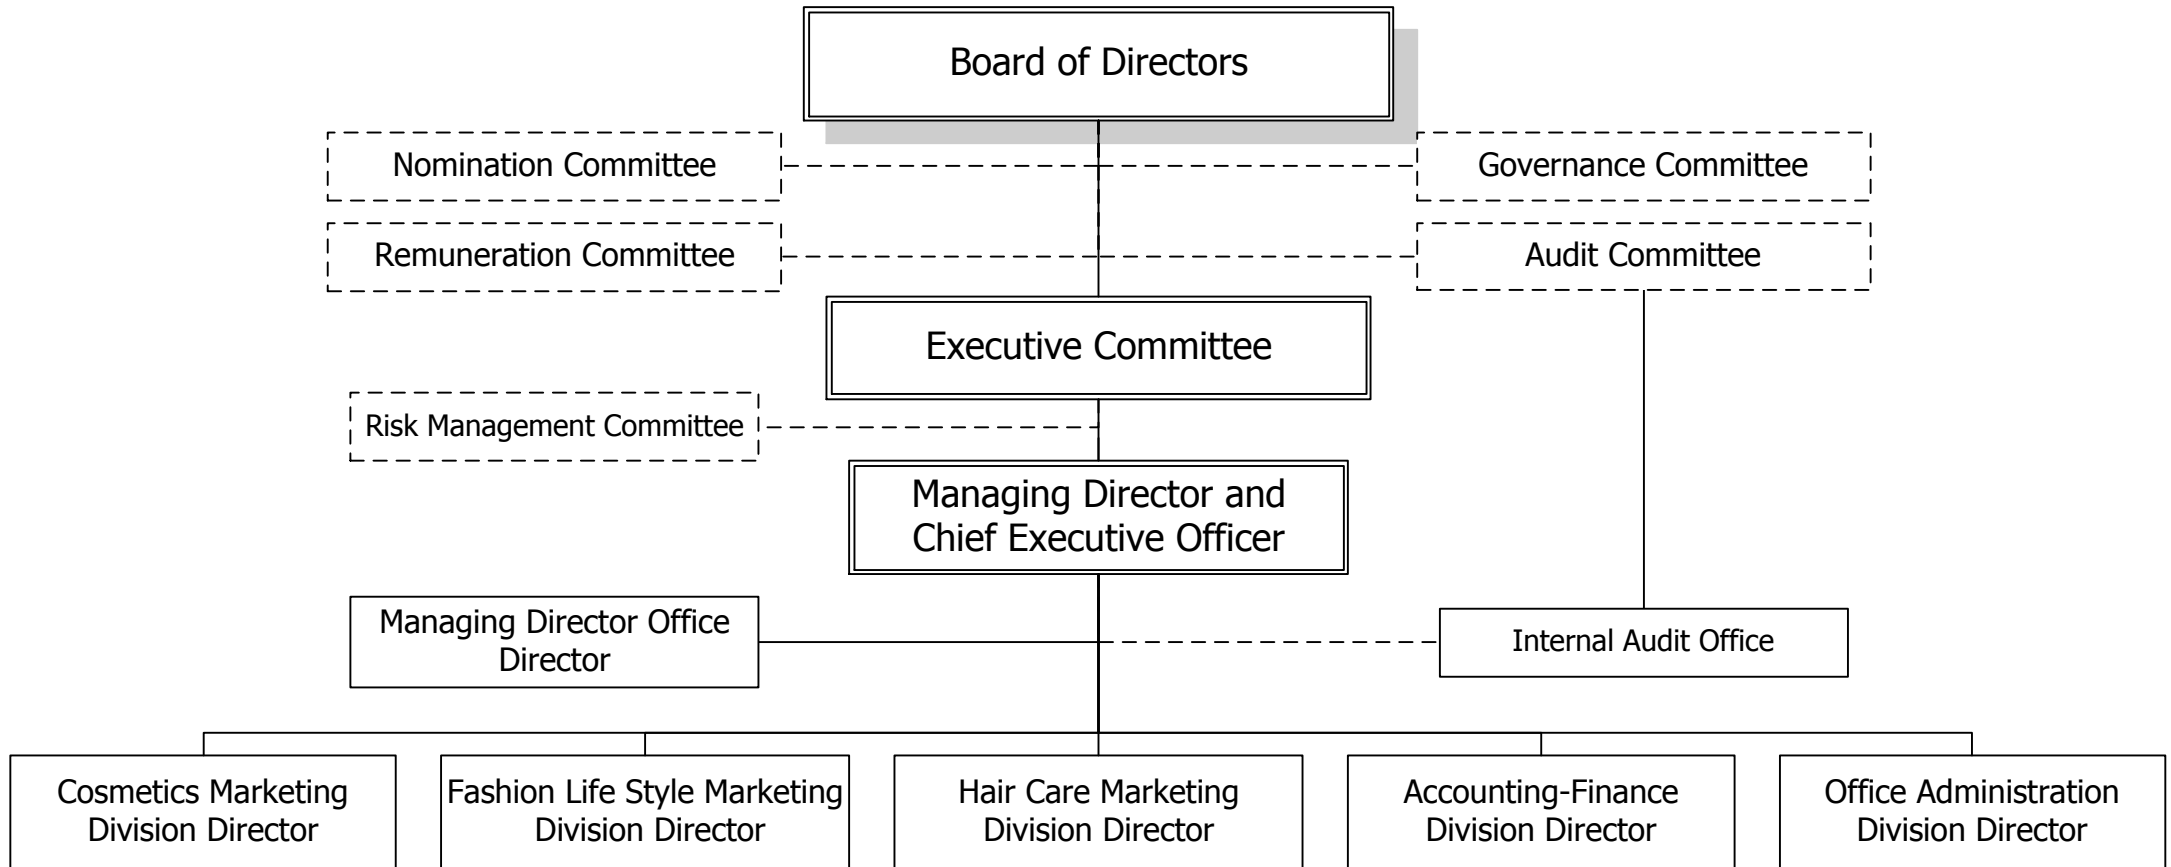 Board of Directors
Nomination Committee
Governance Committee
Remuneration Committee
Audit Committee
Executive Committee
Risk Management Committee
Managing Director and
Chief Executive Officer
Managing Director Office
Director
Internal Audit Office
Cosmetics Marketing
Division Director
Fashion Life Style Marketing
Division Director
Hair Care Marketing
Division Director
Accounting-Finance
Division Director
Office Administration
Division Director